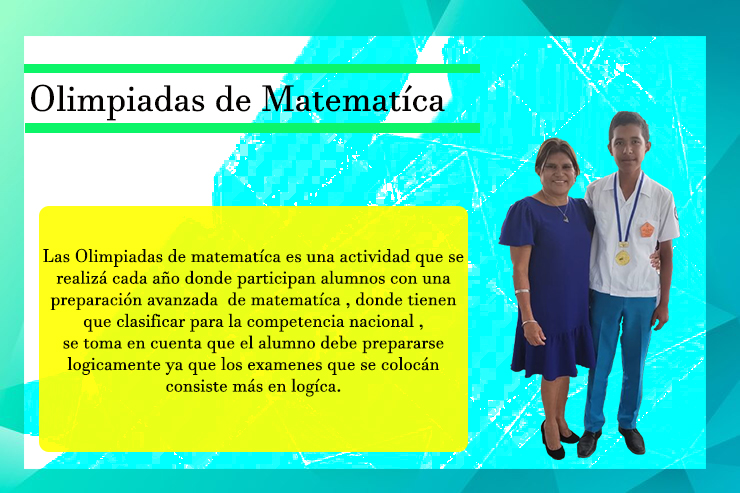 Olimpiadas de Matematíca
Las Olimpiadas de matematíca es una actividad que se
realizá cada año donde participan alumnos con una
preparación avanzada de matematíca , donde tienen
que clasificar para la competencia nacional ,
se toma en cuenta que el alumno debe prepararse
logicamente ya que los examenes que se colocán
consiste más en logíca.